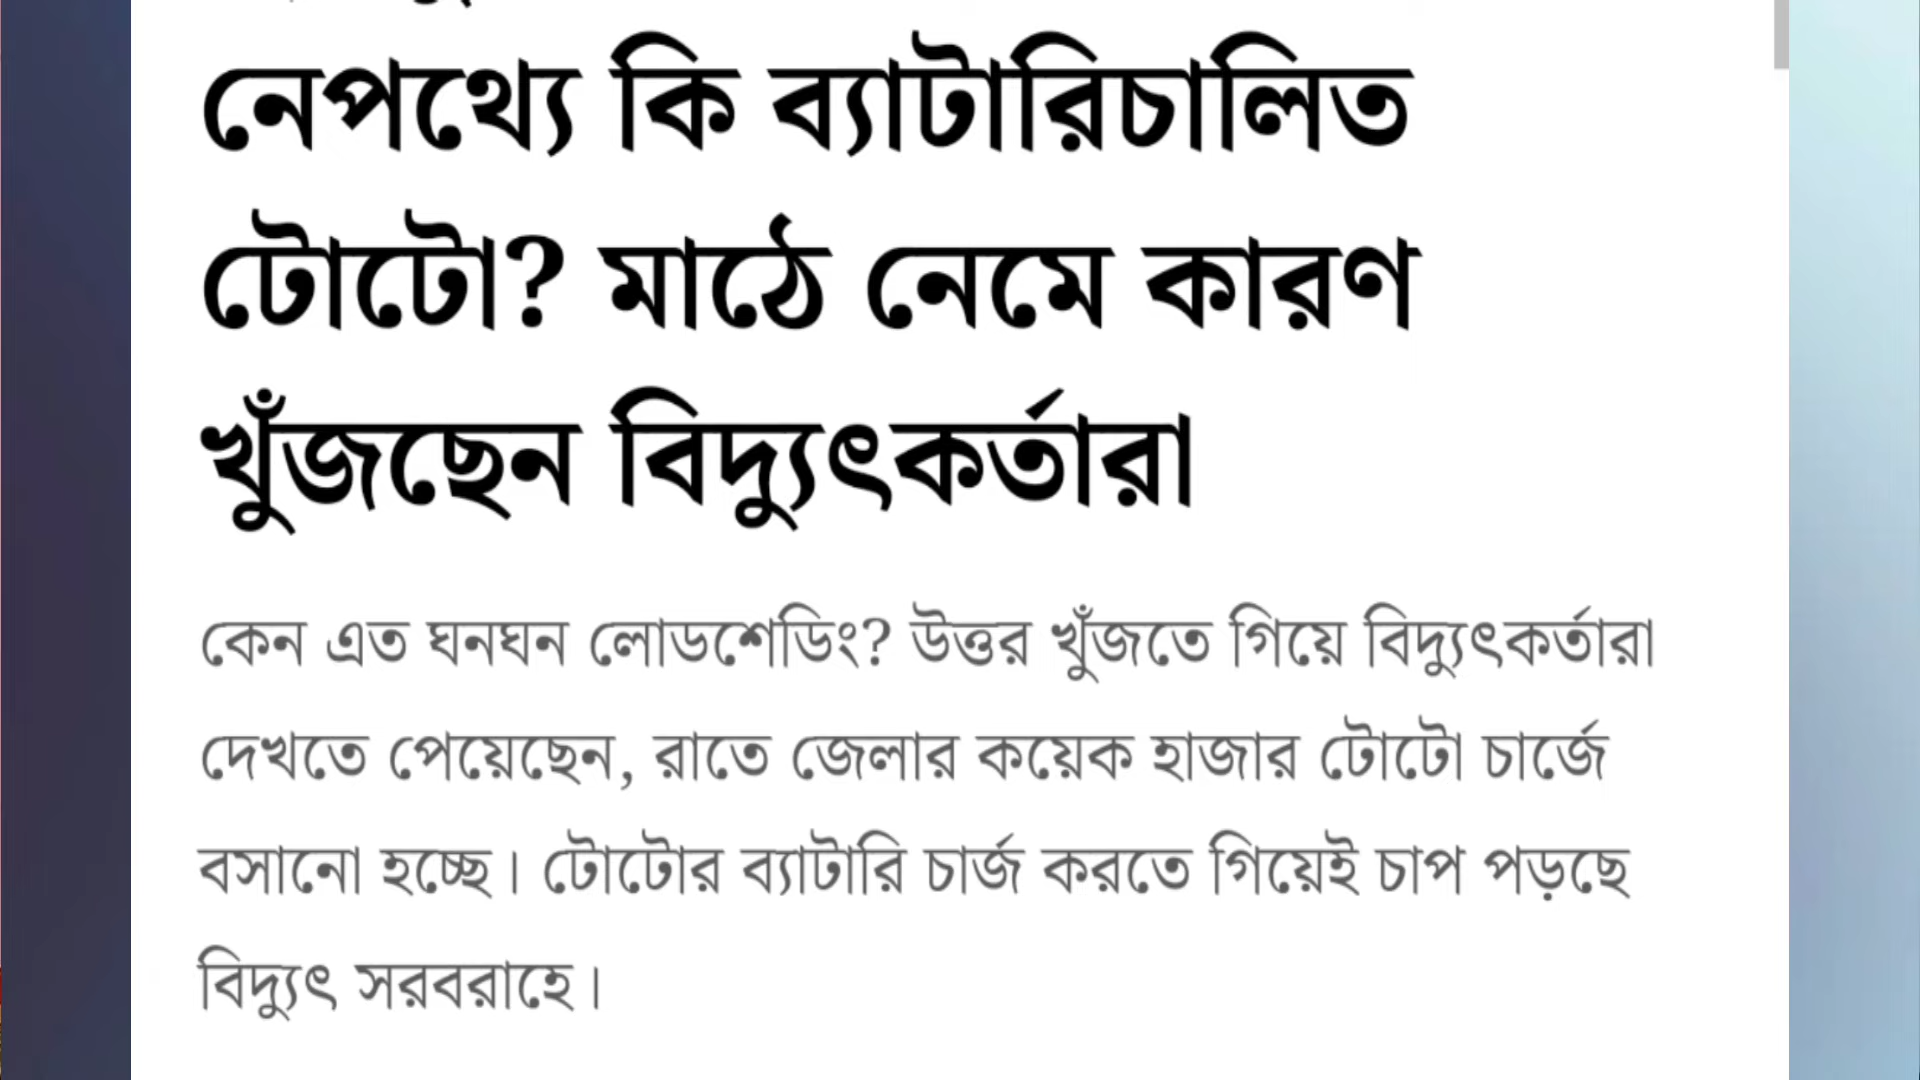 নেপথ্যে কি ব্যাটারিচালিত
টোটো? মাঠে নেমে কারণ
খুঁজছেন বিদ্যুৎকর্তারা
কেন এত ঘনঘন লোডশেডিং? উত্তর খুঁজতে গিয়ে বিদ্যুৎকর্তারা
দেখতে পেয়েছেন, রাতে জেলার কয়েক হাজার টোটো চার্জে
বসানো হচ্ছে। টোটোর ব্যাটারি চার্জ করতে গিয়েই চাপ পড়ছে
বিদ্যুৎ সরবরাহে।